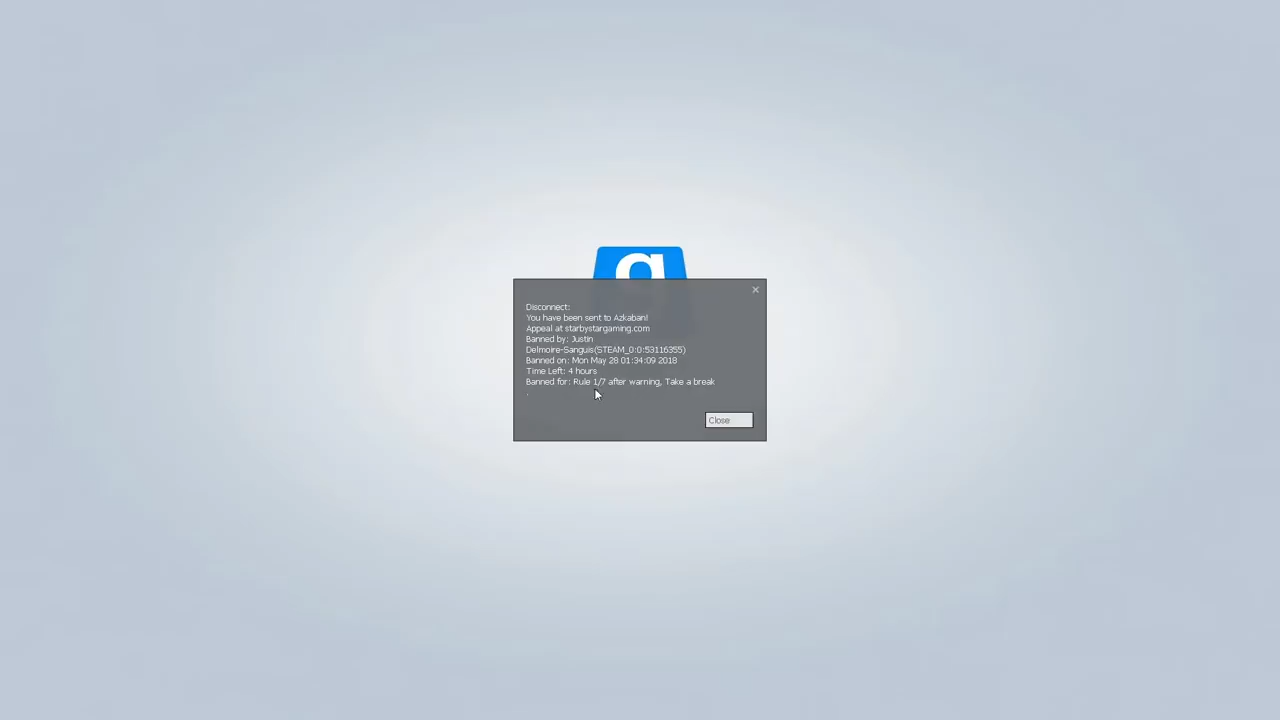 g
Disconnect:
You have been sent to Azkaban!
Appeal at starbystargaming.com
Banned by: Justin
Delmoire-Sanguis(STEAM_0:0:53116355)
Banned on: Mon May 28 01:34:09 2018
Time Left: 4 hours
Banned for: Rule 1/7 after warning, Take a break
.
Close